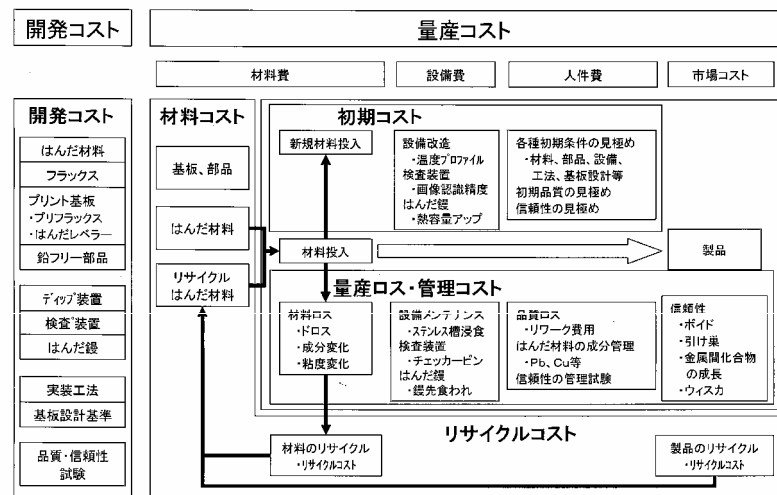 開発コスト
量産コスト
材料費
設備費
人件費
市場コスト
開発コスト
はんだ材料
フラックス
プリント基板
・プリフラックス
・はんだレベラー
鉛フリー部品
ディップ装置
検査装置
はんだ鏝
実装工法
基板設計基準
品質・信頼性
試験
材料コスト
基板、部品
はんだ材料
リサイクル
はんだ材料
初期コスト
新規材料投入
設備改造
・温度プロファイル
検査装置
・画像認識精度
はんだ鏝
・熱容量アップ
各種初期条件の見極め
・材料、部品、設備、
工法、基板設計等
初期品質の見極め
信頼性の見極め
材料投入
製品
量産ロス・管理コスト
材料ロス
・ドロス
・成分変化
・粘度変化
設備メンテナンス
・ステンレス槽浸食
検査装置
・チェッカーピン
はんだ鏝
・鏝先食われ
品質ロス
・リワーク費用
はんだ材料の成分管理
・Pb、Cu等
信頼性の管理試験
信頼性
・ボイド
・引け巣
・金属間化合物
の成長
・ウィスカ
リサイクルコスト
材料のリサイクル
・リサイクルコスト
製品のリサイクル
・リサイクルコスト